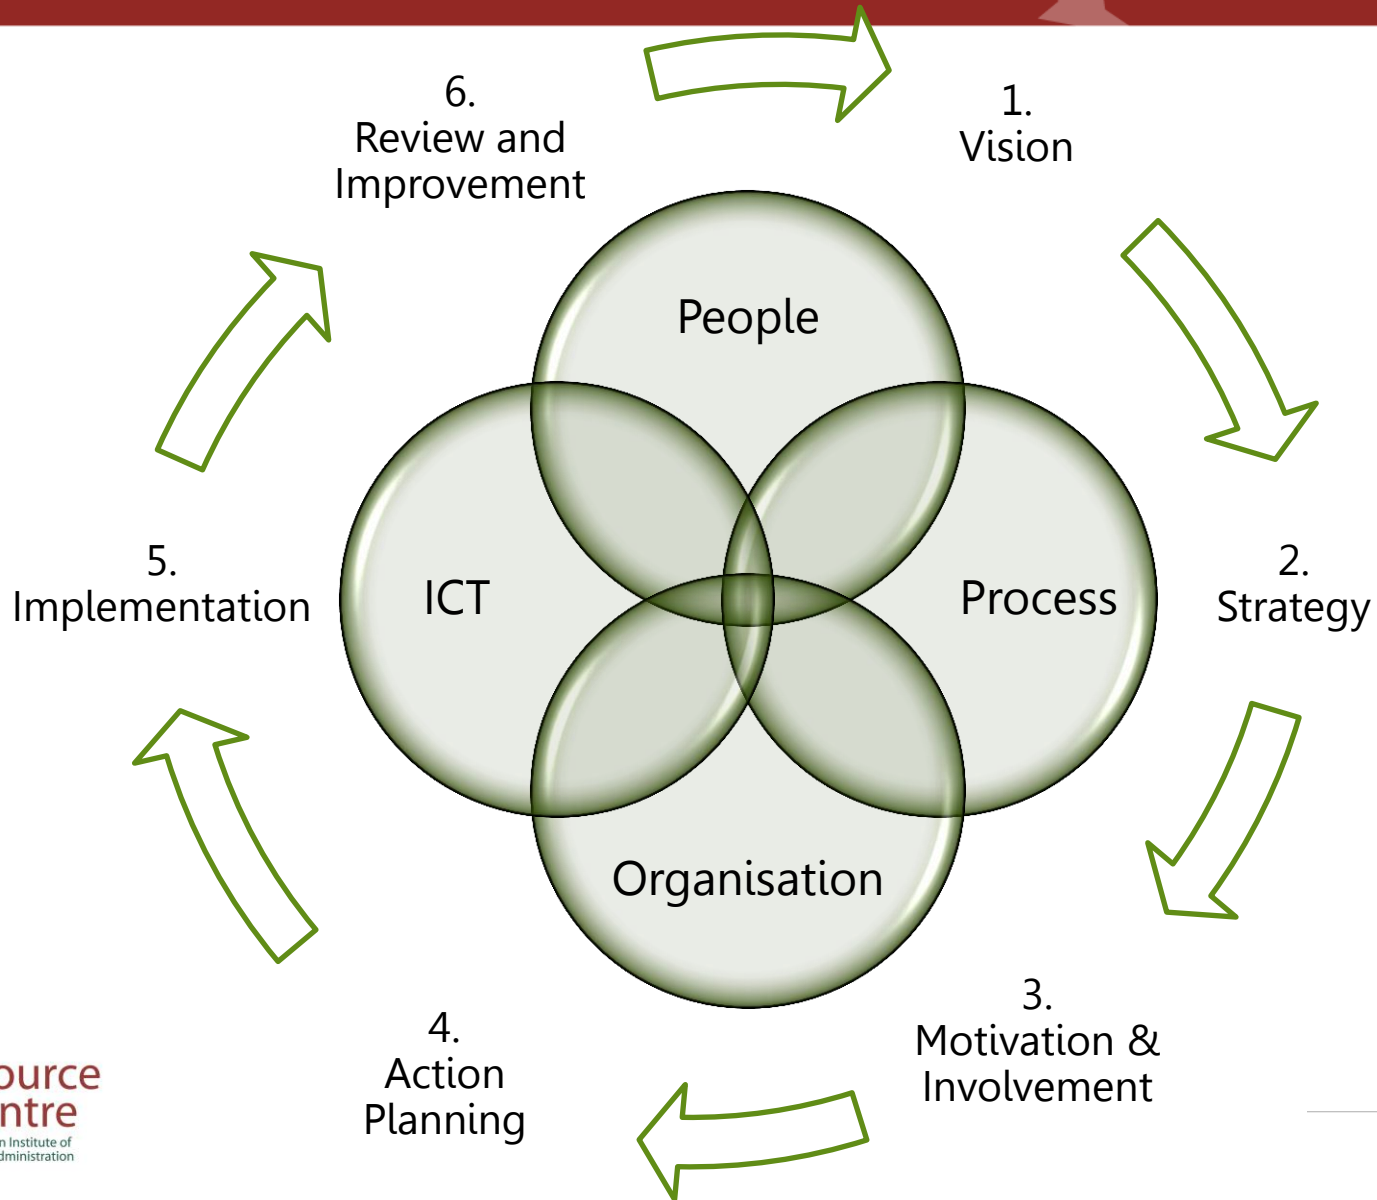 6.
Review and
Improvement
1.
Vision
People
ICT
Process
5.
Implementation
2.
Strategy
Organisation
3.
Motivation &
Involvement
4.
Action
Planning
ource
ntre
n Institute of
dministration